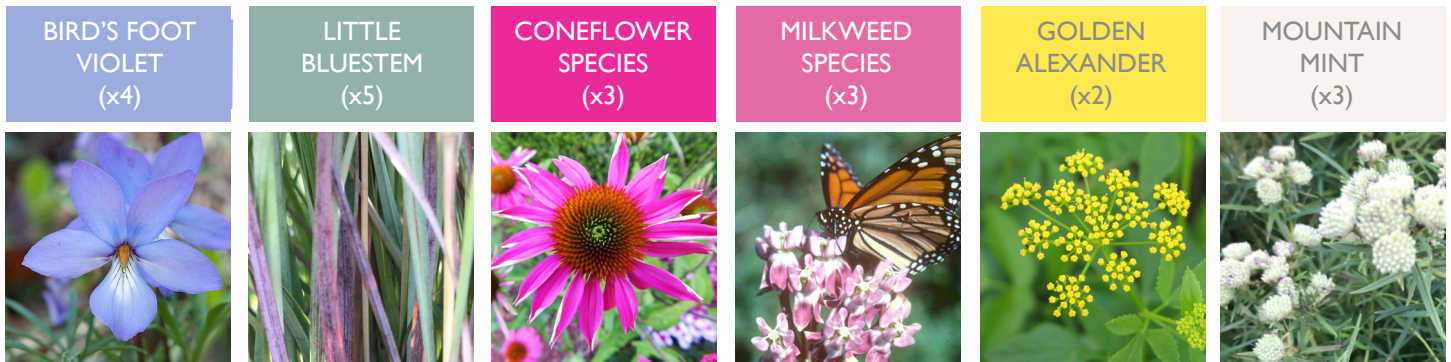 BIRD'S FOOT
VIOLET
(x4)
LITTLE
BLUESTEM
(x5)
CONEFLOWER
SPECIES
(x3)
MILKWEED
SPECIES
(x3)
GOLDEN
ALEXANDER
(x2)
MOUNTAIN
MINT
(x3)